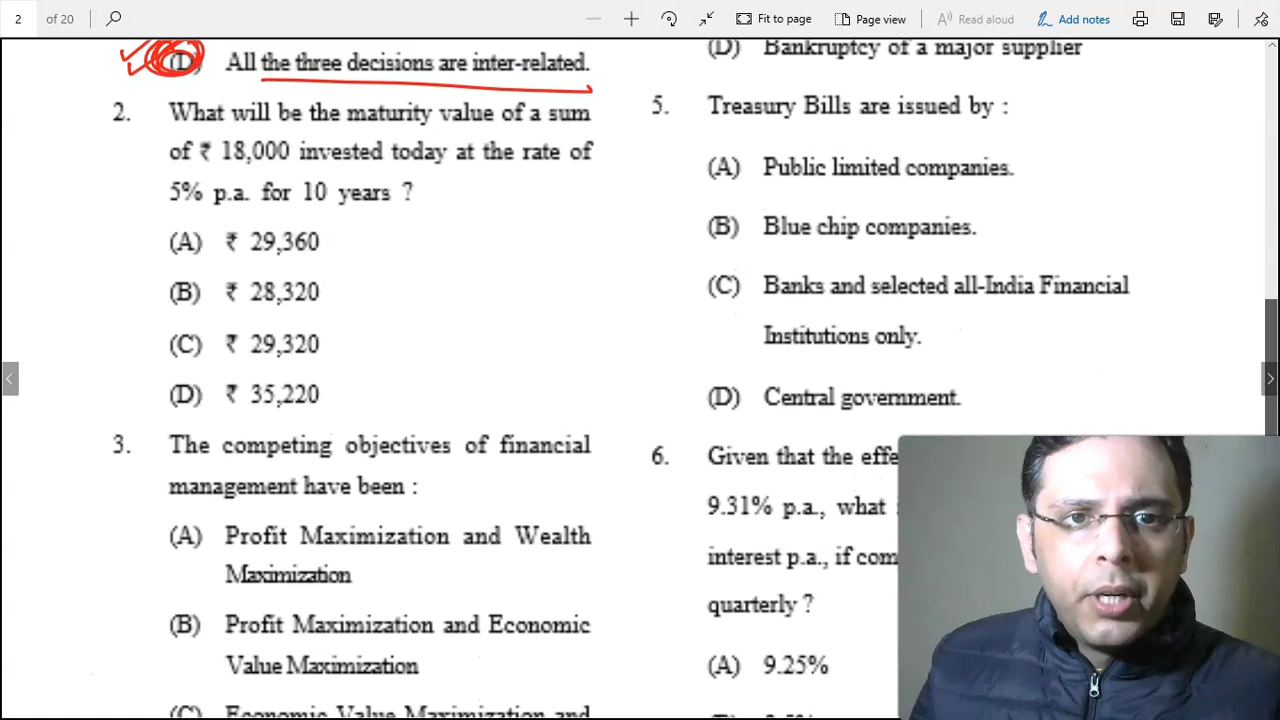 2 of 20
Fit to page
Page view
Read aloud
Add notes
(D) All the three decisions are inter-related.
2. What will be the maturity value of a sum
of ₹ 18,000 invested today at the rate of
5% p.a. for 10 years ?
(A) ₹ 29,360
(B) ₹ 28,320
(C) ₹ 29,320
(D) ₹ 35,220
3. The competing objectives of financial
management have been :
(A) Profit Maximization and Wealth
Maximization
(B) Profit Maximization and Economic
Value Maximization
(C) Economic Value Maximization and
(D) Bankruptcy of a major supplier
5. Treasury Bills are issued by :
(A) Public limited companies.
(B) Blue chip companies.
(C) Banks and selected all-India Financial
Institutions only.
(D) Central government.
6. Given that the effe
9.31% p.a., what
interest p.a., if com
quarterly ?
(A) 9.25%